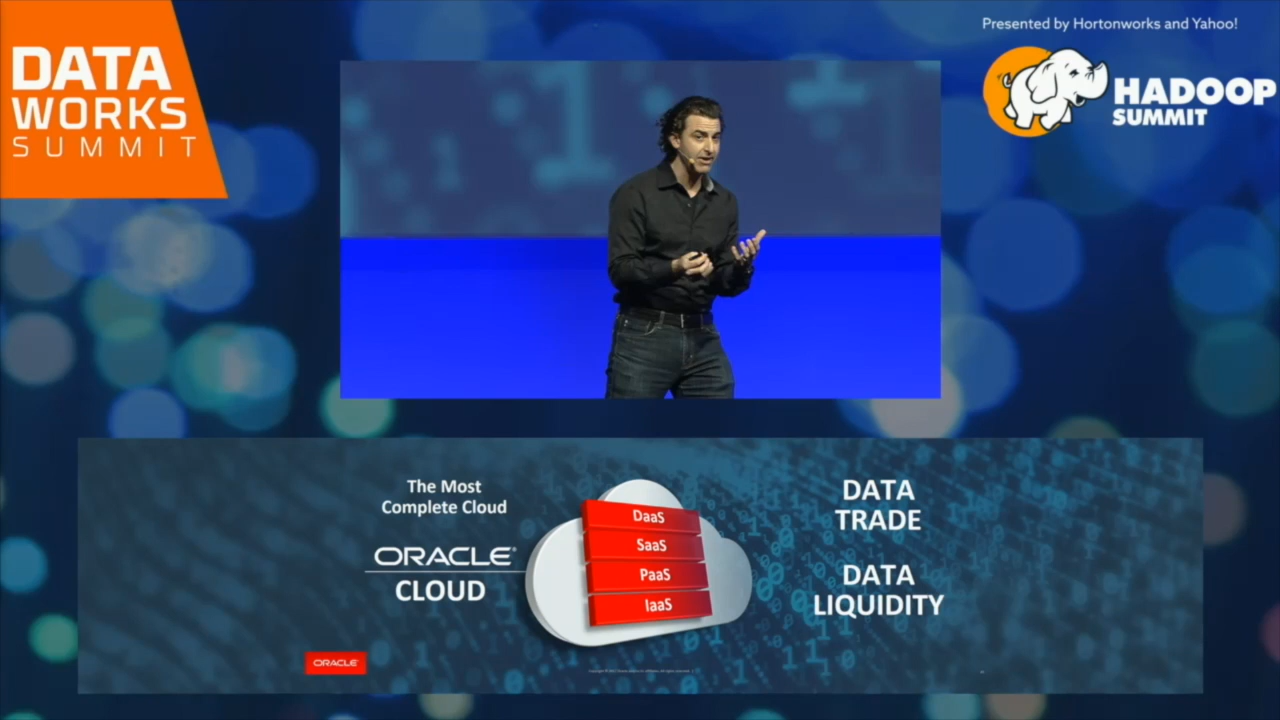 DATA
WORKS
SUMMIT
Presented by Hortonworks and Yahoo!
HADOOP
SUMMIT
The Most
Complete Cloud
ORACLE®
CLOUD
DaaS
SaaS
PaaS
IaaS
DATA
TRADE
DATA
LIQUIDITY
ORACLE®